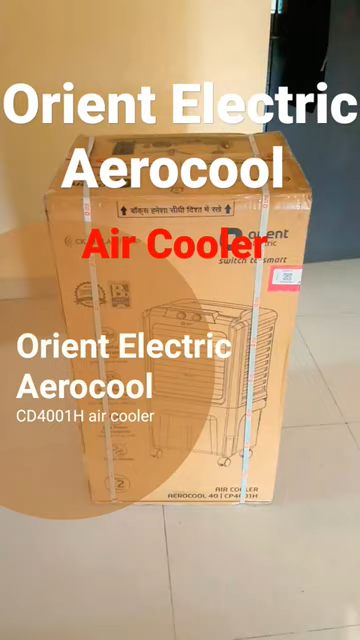 Orient Electric
Aerocool
↑ बॉक्स हमेशा सीधी दिशा में रखें ↑
Air Cooler
orient
electric
switch to smart
Orient Electric
Aerocool
CD4001H air cooler
AIR COOLER
AEROCOOL 40 | CP4001H